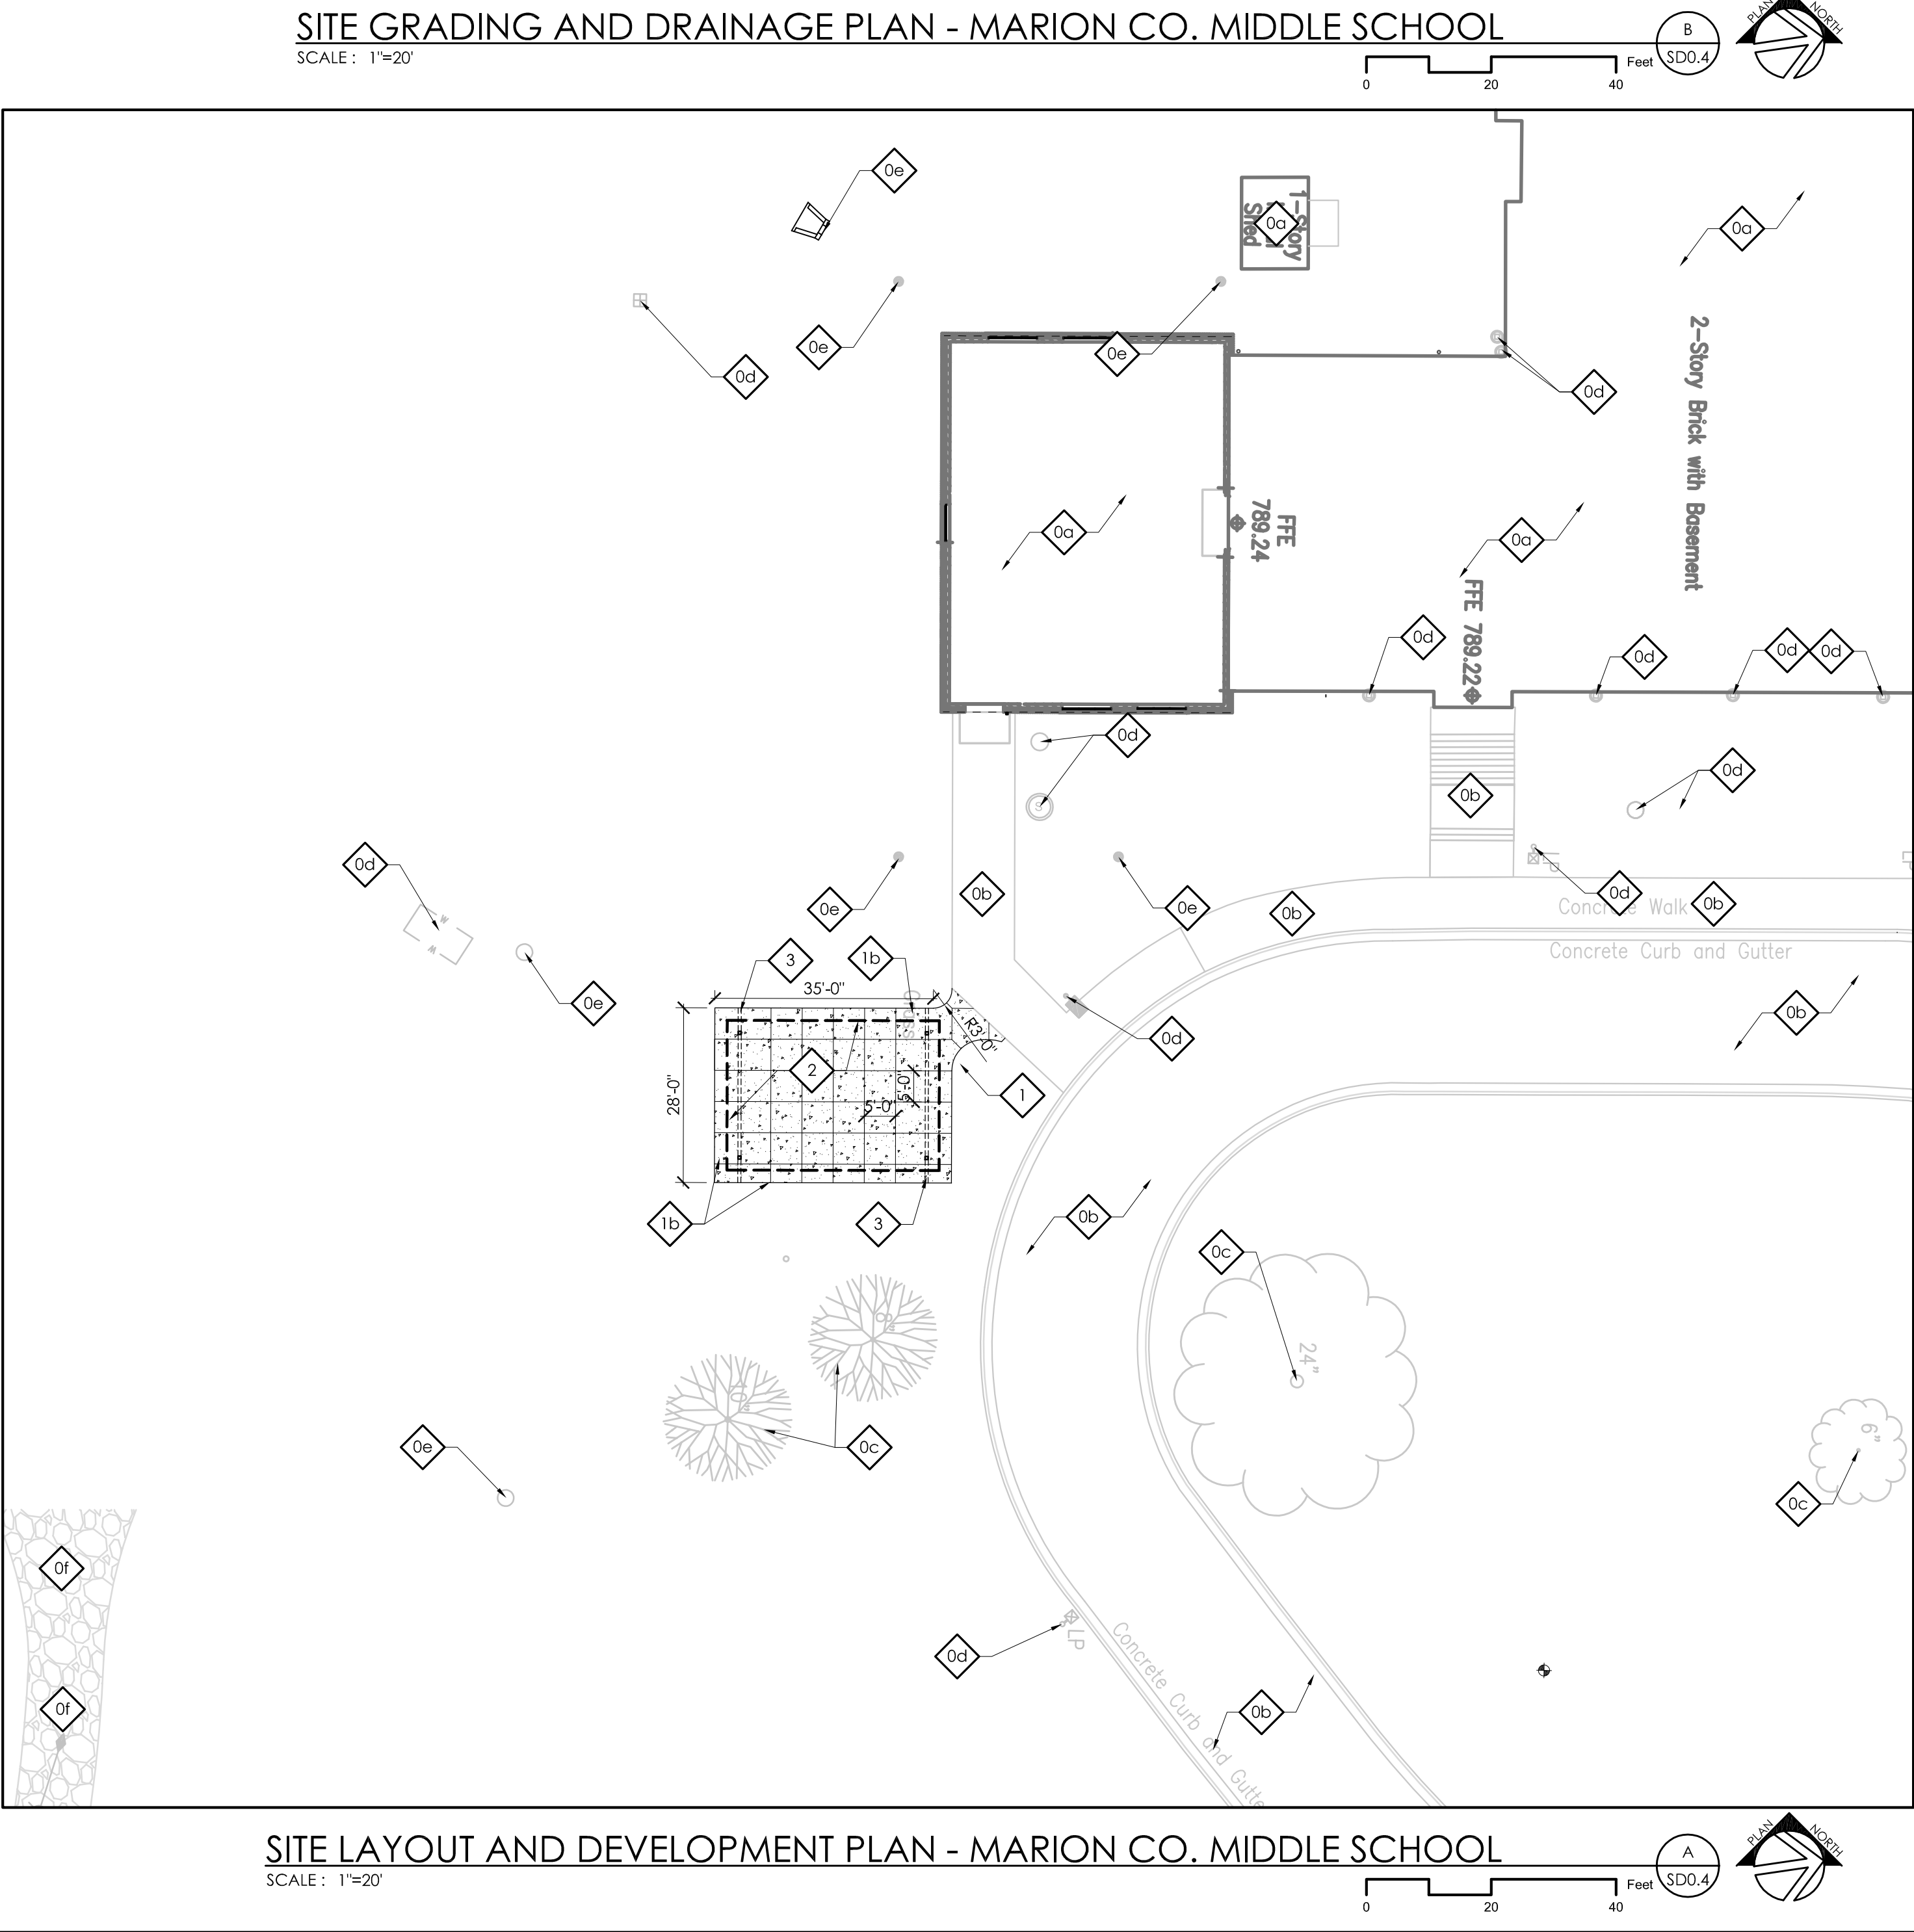 SITE GRADING AND DRAINAGE PLAN - MARION CO. MIDDLE SCHOOL
SCALE : 1"=20'
0 20 40 Feet
B
SD0.4
PLAN NORTH
0e
0a
1-Story
Shed
0a
0e
0e
0d
0d
2-Story Brick with Basement
0a
FFE
789.24
0a
FFE 789.22
0d
0d
0d
0d
0d
S
0b
0d
LP
LP
0d
W
W
0e
0b
0e
0b
0d
0b
Concrete Walk
Concrete Curb and Gutter
3
1b
35'-0"
0e
0b
R3'-0"
0d
28'-0"
2
5'-0"
5'-0"
1
1b
3
0b
0c
8"
10"
24"
6"
0e
0c
0c
0f
0d
LP
Concrete Curb and Gutte
0f
0b
SITE LAYOUT AND DEVELOPMENT PLAN - MARION CO. MIDDLE SCHOOL
SCALE : 1"=20'
0 20 40 Feet
A
SD0.4
PLAN NORTH